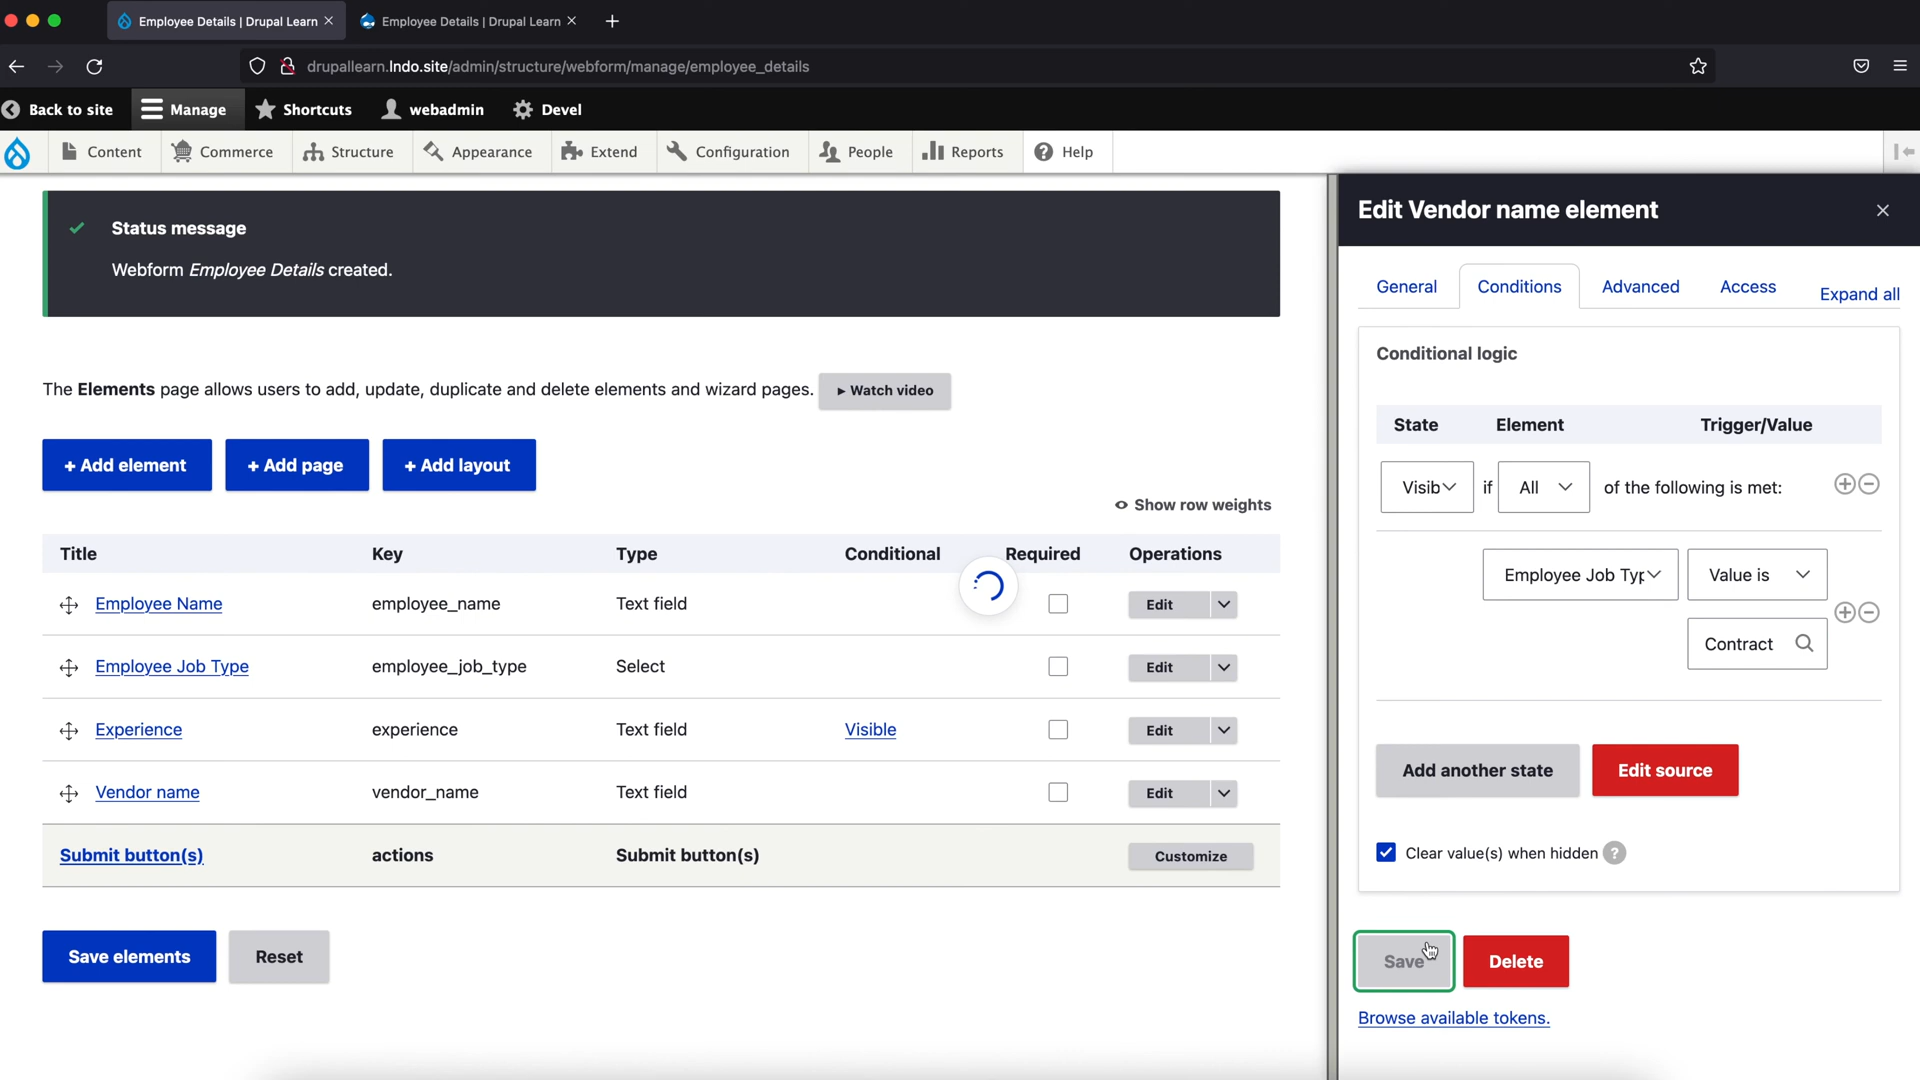 Employee Details | Drupal Learn
Employee Details | Drupal Learn
drupallearn.lndo.site/admin/structure/webform/manage/employee_details
Back to site
Manage
Shortcuts
webadmin
Devel
Content
Commerce
Structure
Appearance
Extend
Configuration
People
Reports
Help
Status message
Webform Employee Details created.
The Elements page allows users to add, update, duplicate and delete elements and wizard pages.
Watch video
+ Add element
+ Add page
+ Add layout
Show row weights
Title Key Type Conditional Required Operations
Employee Name employee_name Text field Edit
Employee Job Type employee_job_type Select Edit
Experience experience Text field Visible Edit
Vendor name vendor_name Text field Edit
Submit button(s) actions Submit button(s) Customize
Save elements
Reset
Edit Vendor name element
General
Conditions
Advanced
Access
Expand all
Conditional logic
State Element Trigger/Value
Visib if All of the following is met:
Employee Job Typ Value is
Contract
Add another state
Edit source
Clear value(s) when hidden ?
Save
Delete
Browse available tokens.